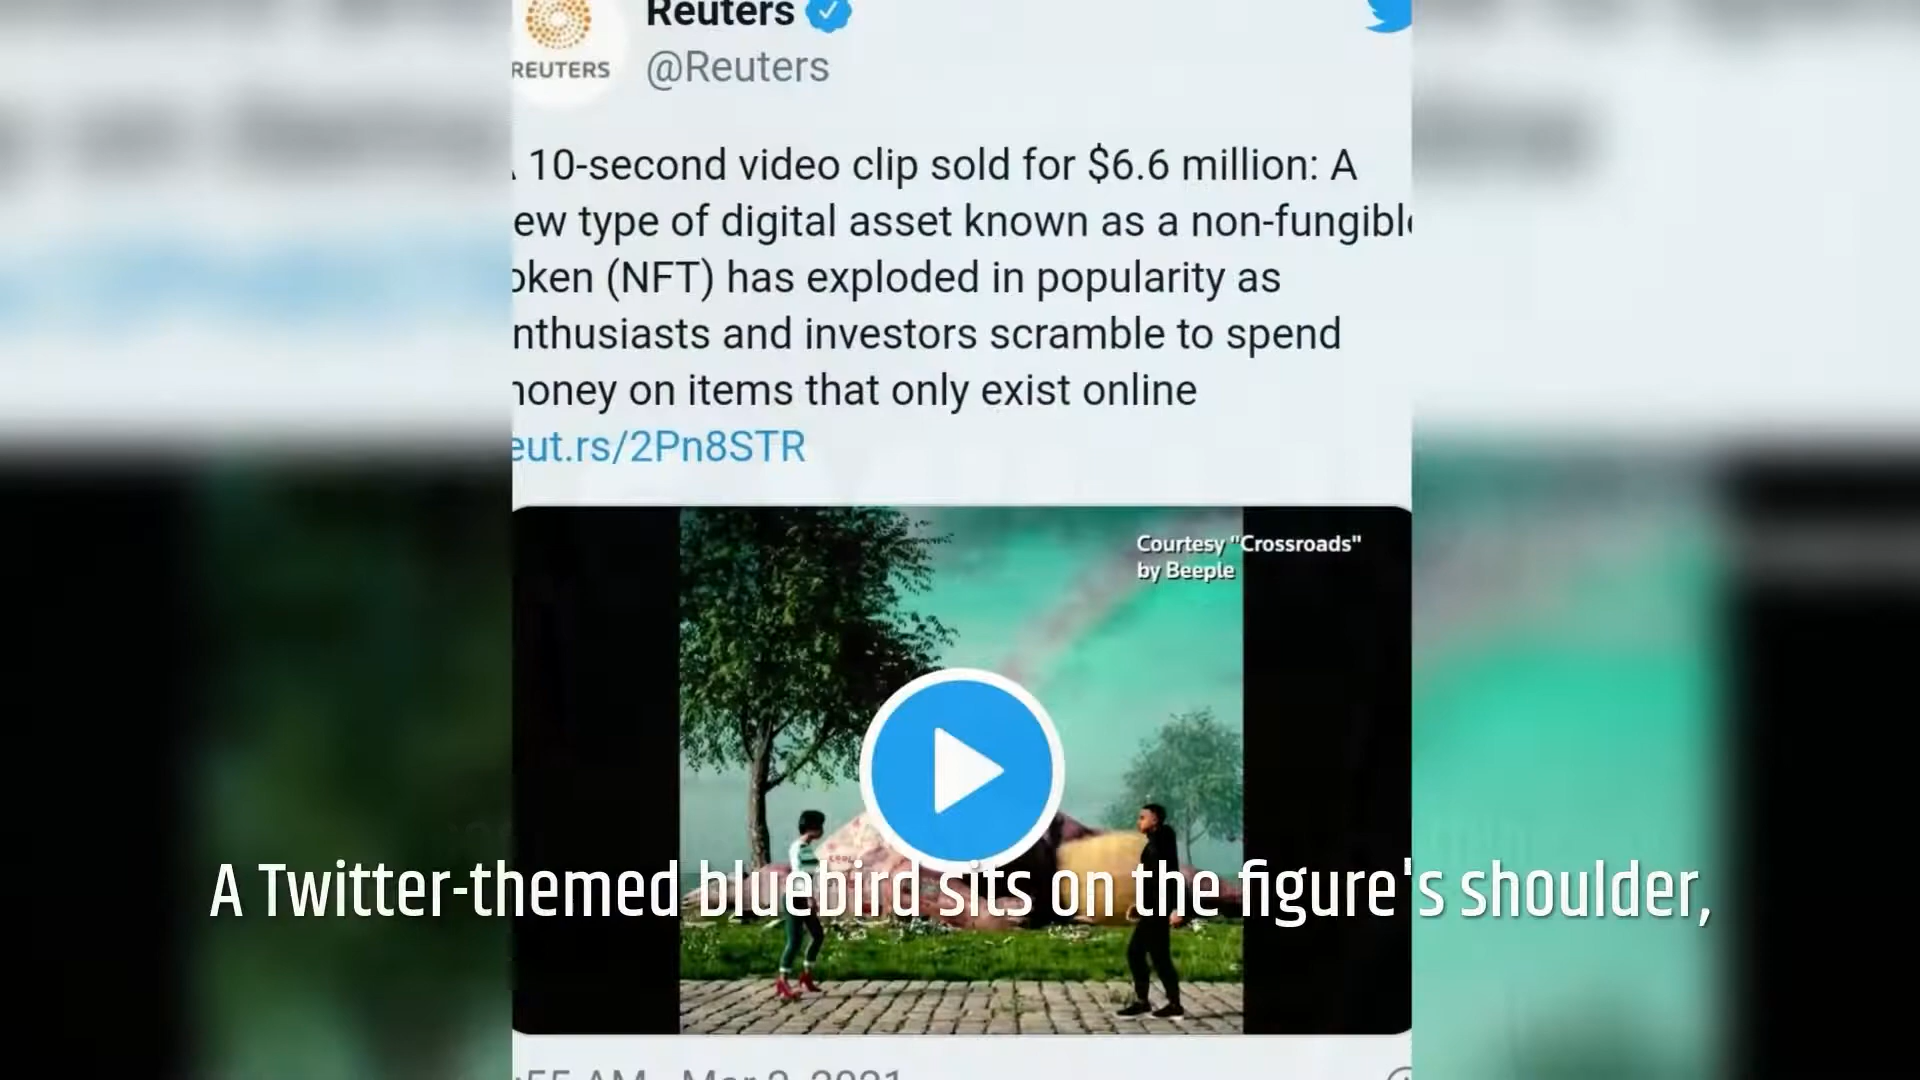 Reuters
REUTERS
@Reuters
10-second video clip sold for $6.6 million: A
ew type of digital asset known as a non-fungible
oken (NFT) has exploded in popularity as
nthusiasts and investors scramble to spend
oney on items that only exist online
eut.rs/2Pn8STR
Courtesy "Crossroads"
by Beeple
A Twitter-themed bluebird sits on the figure's shoulder,